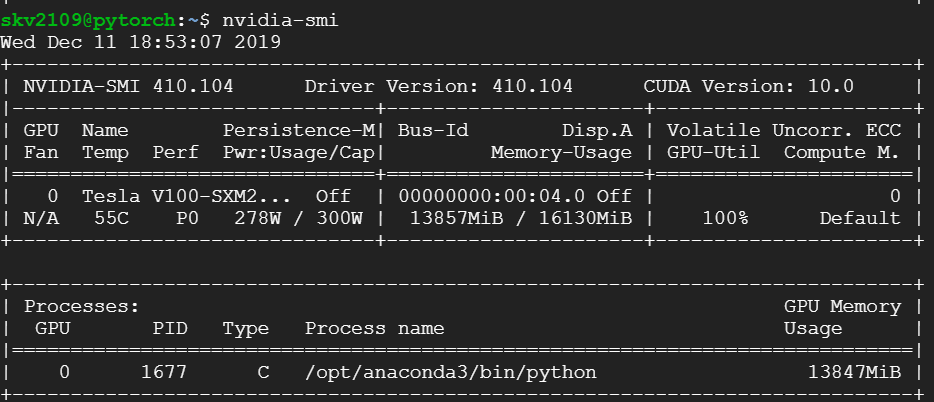 skv2109@pytorch:~$ nvidia-smi
Wed Dec 11 18:53:07 2019
+-----------------------------------------------------------------------------+
| NVIDIA-SMI 410.104      Driver Version: 410.104      CUDA Version: 10.0     |
|-------------------------------+----------------------+----------------------+
| GPU  Name        Persistence-M| Bus-Id        Disp.A | Volatile Uncorr. ECC |
| Fan  Temp  Perf  Pwr:Usage/Cap|         Memory-Usage | GPU-Util  Compute M. |
|===============================+======================+======================|
|   0  Tesla V100-SXM2...  Off  | 00000000:00:04.0 Off |                    0 |
| N/A   55C    P0   278W / 300W |  13857MiB / 16130MiB |    100%      Default |
+-------------------------------+----------------------+----------------------+

+-----------------------------------------------------------------------------+
| Processes:                                                       GPU Memory |
|  GPU       PID   Type   Process name                             Usage      |
|=============================================================================|
|    0      1677      C   /opt/anaconda3/bin/python                  13847MiB |
+-----------------------------------------------------------------------------+